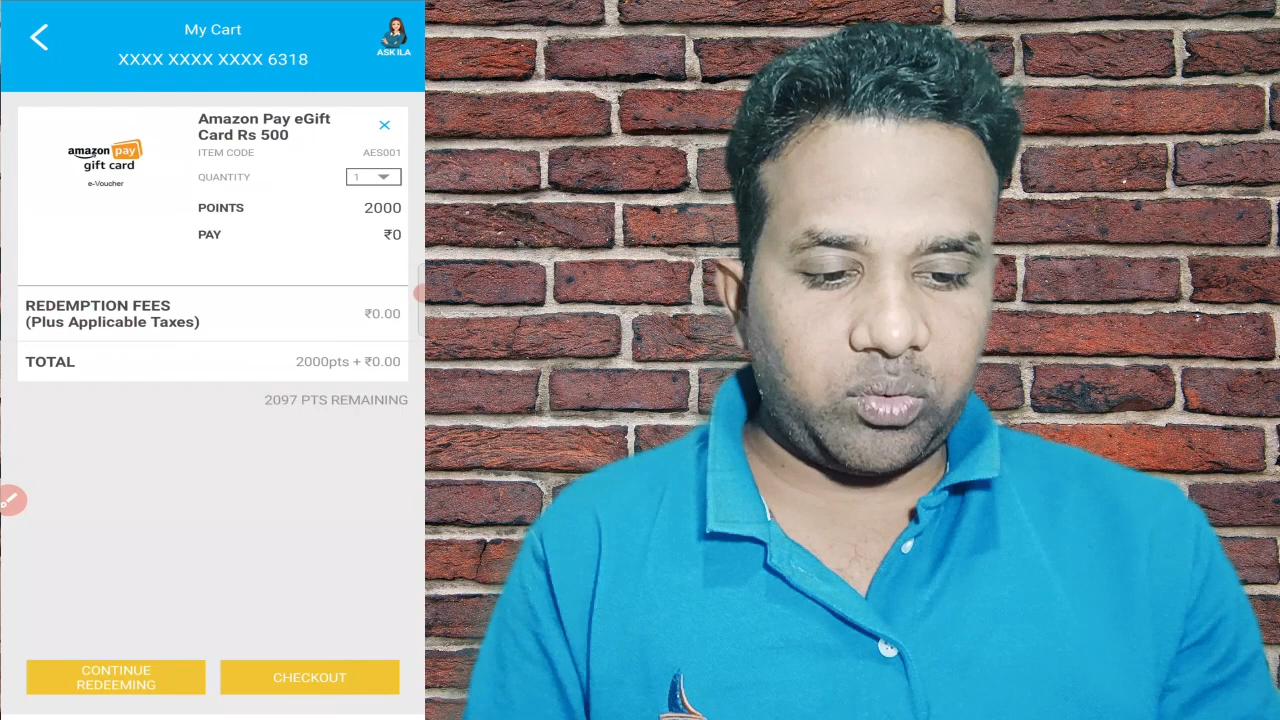 My Cart
XXXX XXXX XXXX 6318
ASK ILA
amazon pay
gift card
e-Voucher
Amazon Pay eGift
Card Rs 500
ITEM CODE AES001
QUANTITY 1
POINTS 2000
PAY ₹0
REDEMPTION FEES
(Plus Applicable Taxes) ₹0.00
TOTAL 2000pts + ₹0.00
2097 PTS REMAINING
CONTINUE
REDEEMING
CHECKOUT